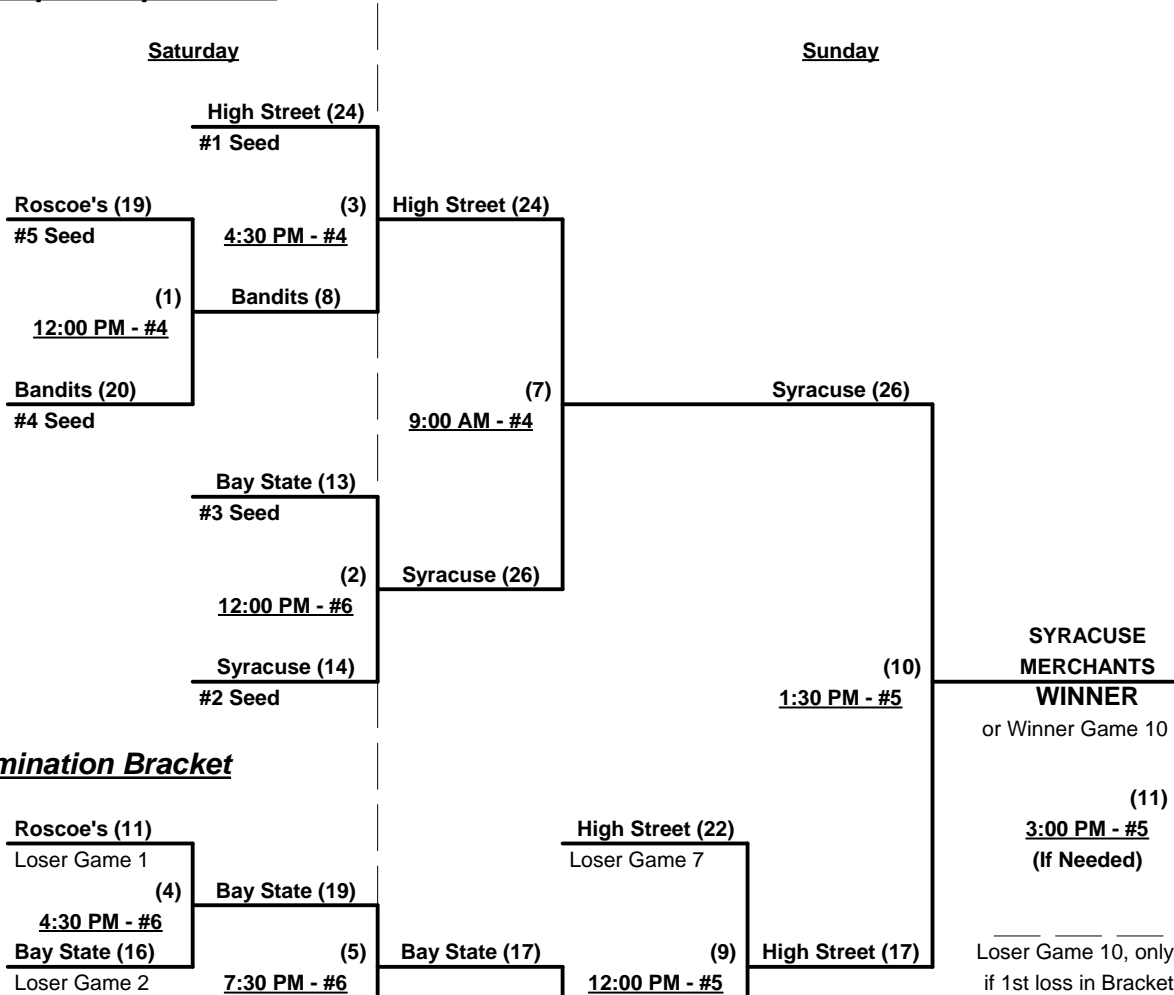 Saturday
Sunday
High Street (24)
#1 Seed
Roscoe's (19)
(3)
High Street (24)
#5 Seed
4:30 PM - #4
(1)
Bandits (8)
12:00 PM - #4
Bandits (20)
(7)
Syracuse (26)
#4 Seed
9:00 AM - #4
Bay State (13)
#3 Seed
(2)
Syracuse (26)
12:00 PM - #6
SYRACUSE
Syracuse (14)
(10)
MERCHANTS
#2 Seed
1:30 PM - #5
WINNER
or Winner Game 10
mination Bracket
(11)
Roscoe's (11)
High Street (22)
3:00 PM - #5
Loser Game 1
Loser Game 7
(If Needed)
(4)
Bay State (19)
4:30 PM - #6
Bay State (16)
(5)
Bay State (17)
(9)
High Street (17)
Loser Game 10, only
Loser Game 2
7:30 PM - #6
12:00 PM - #5
if 1st loss in Bracket